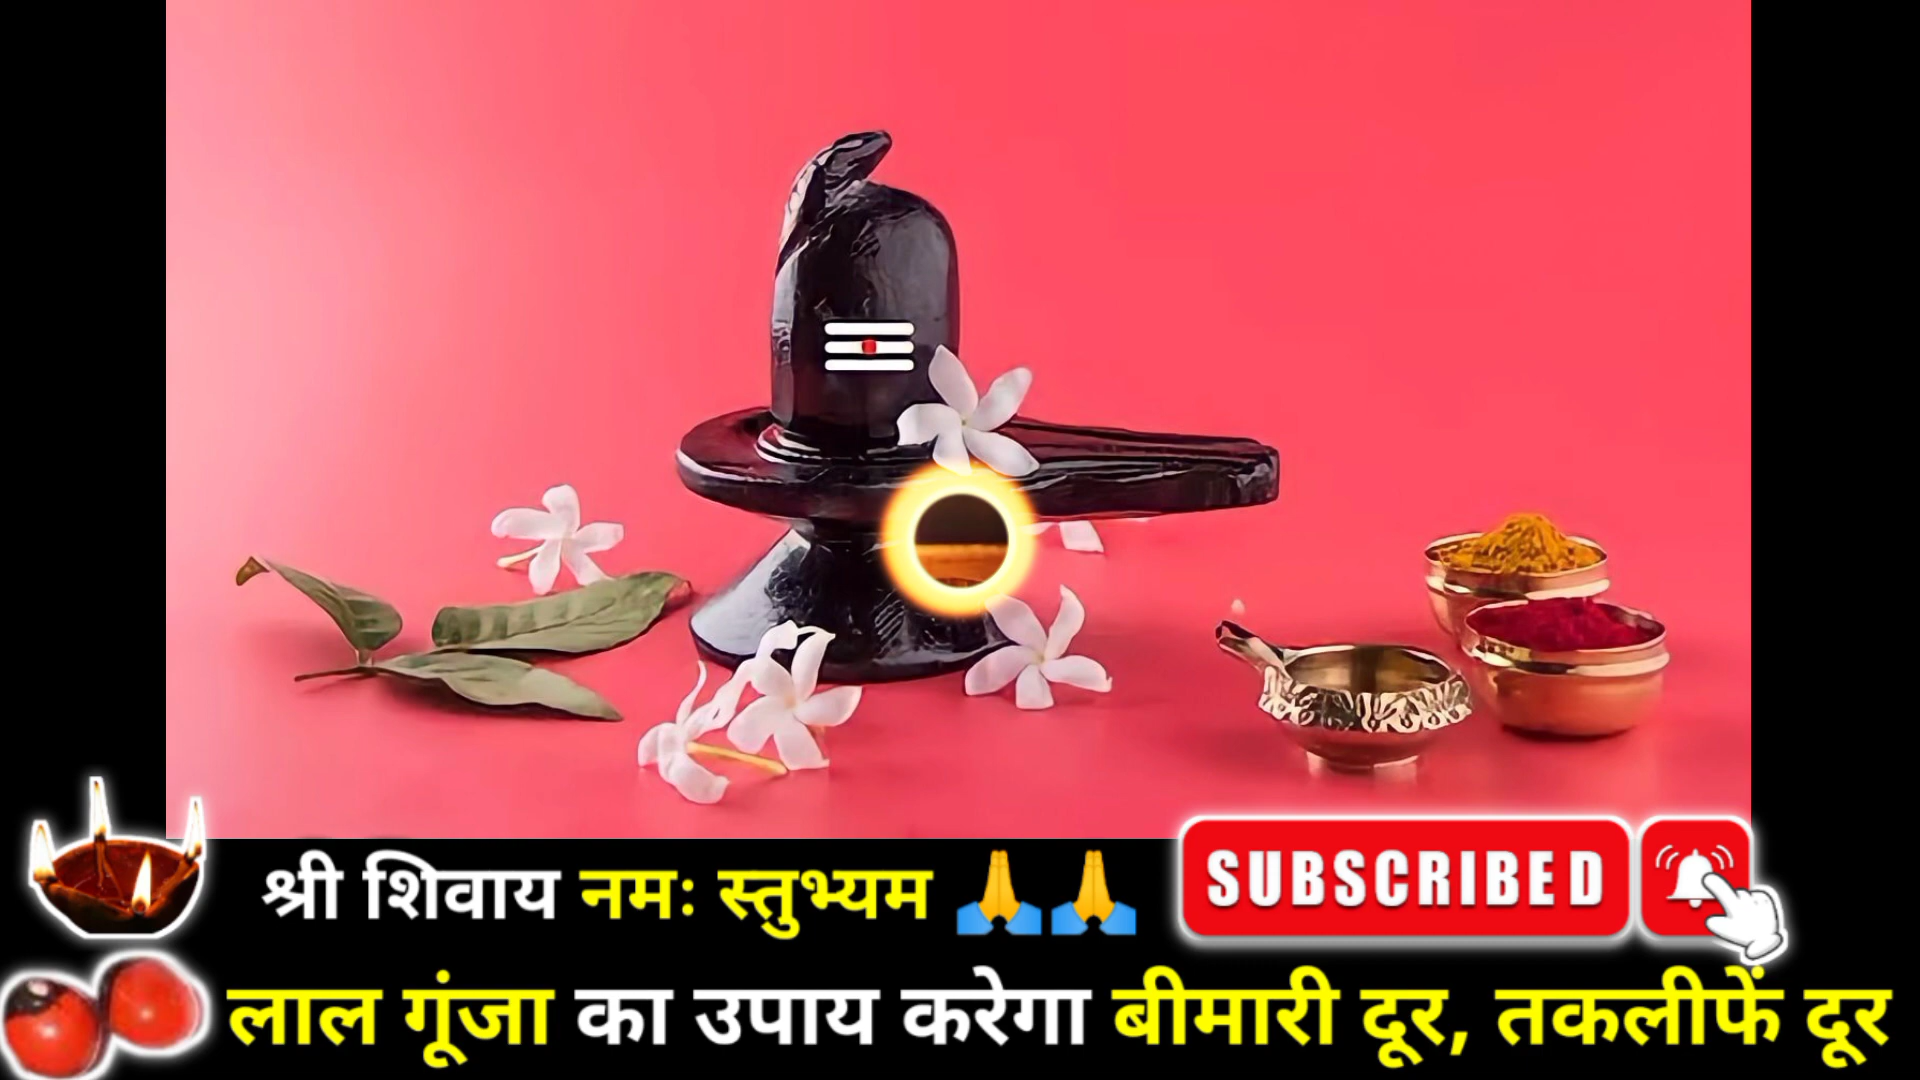 श्री शिवाय नमः स्तुभ्यम 🙏🙏
SUBSCRIBED
लाल गूंजा का उपाय करेगा बीमारी दूर, तकलीफें दूर